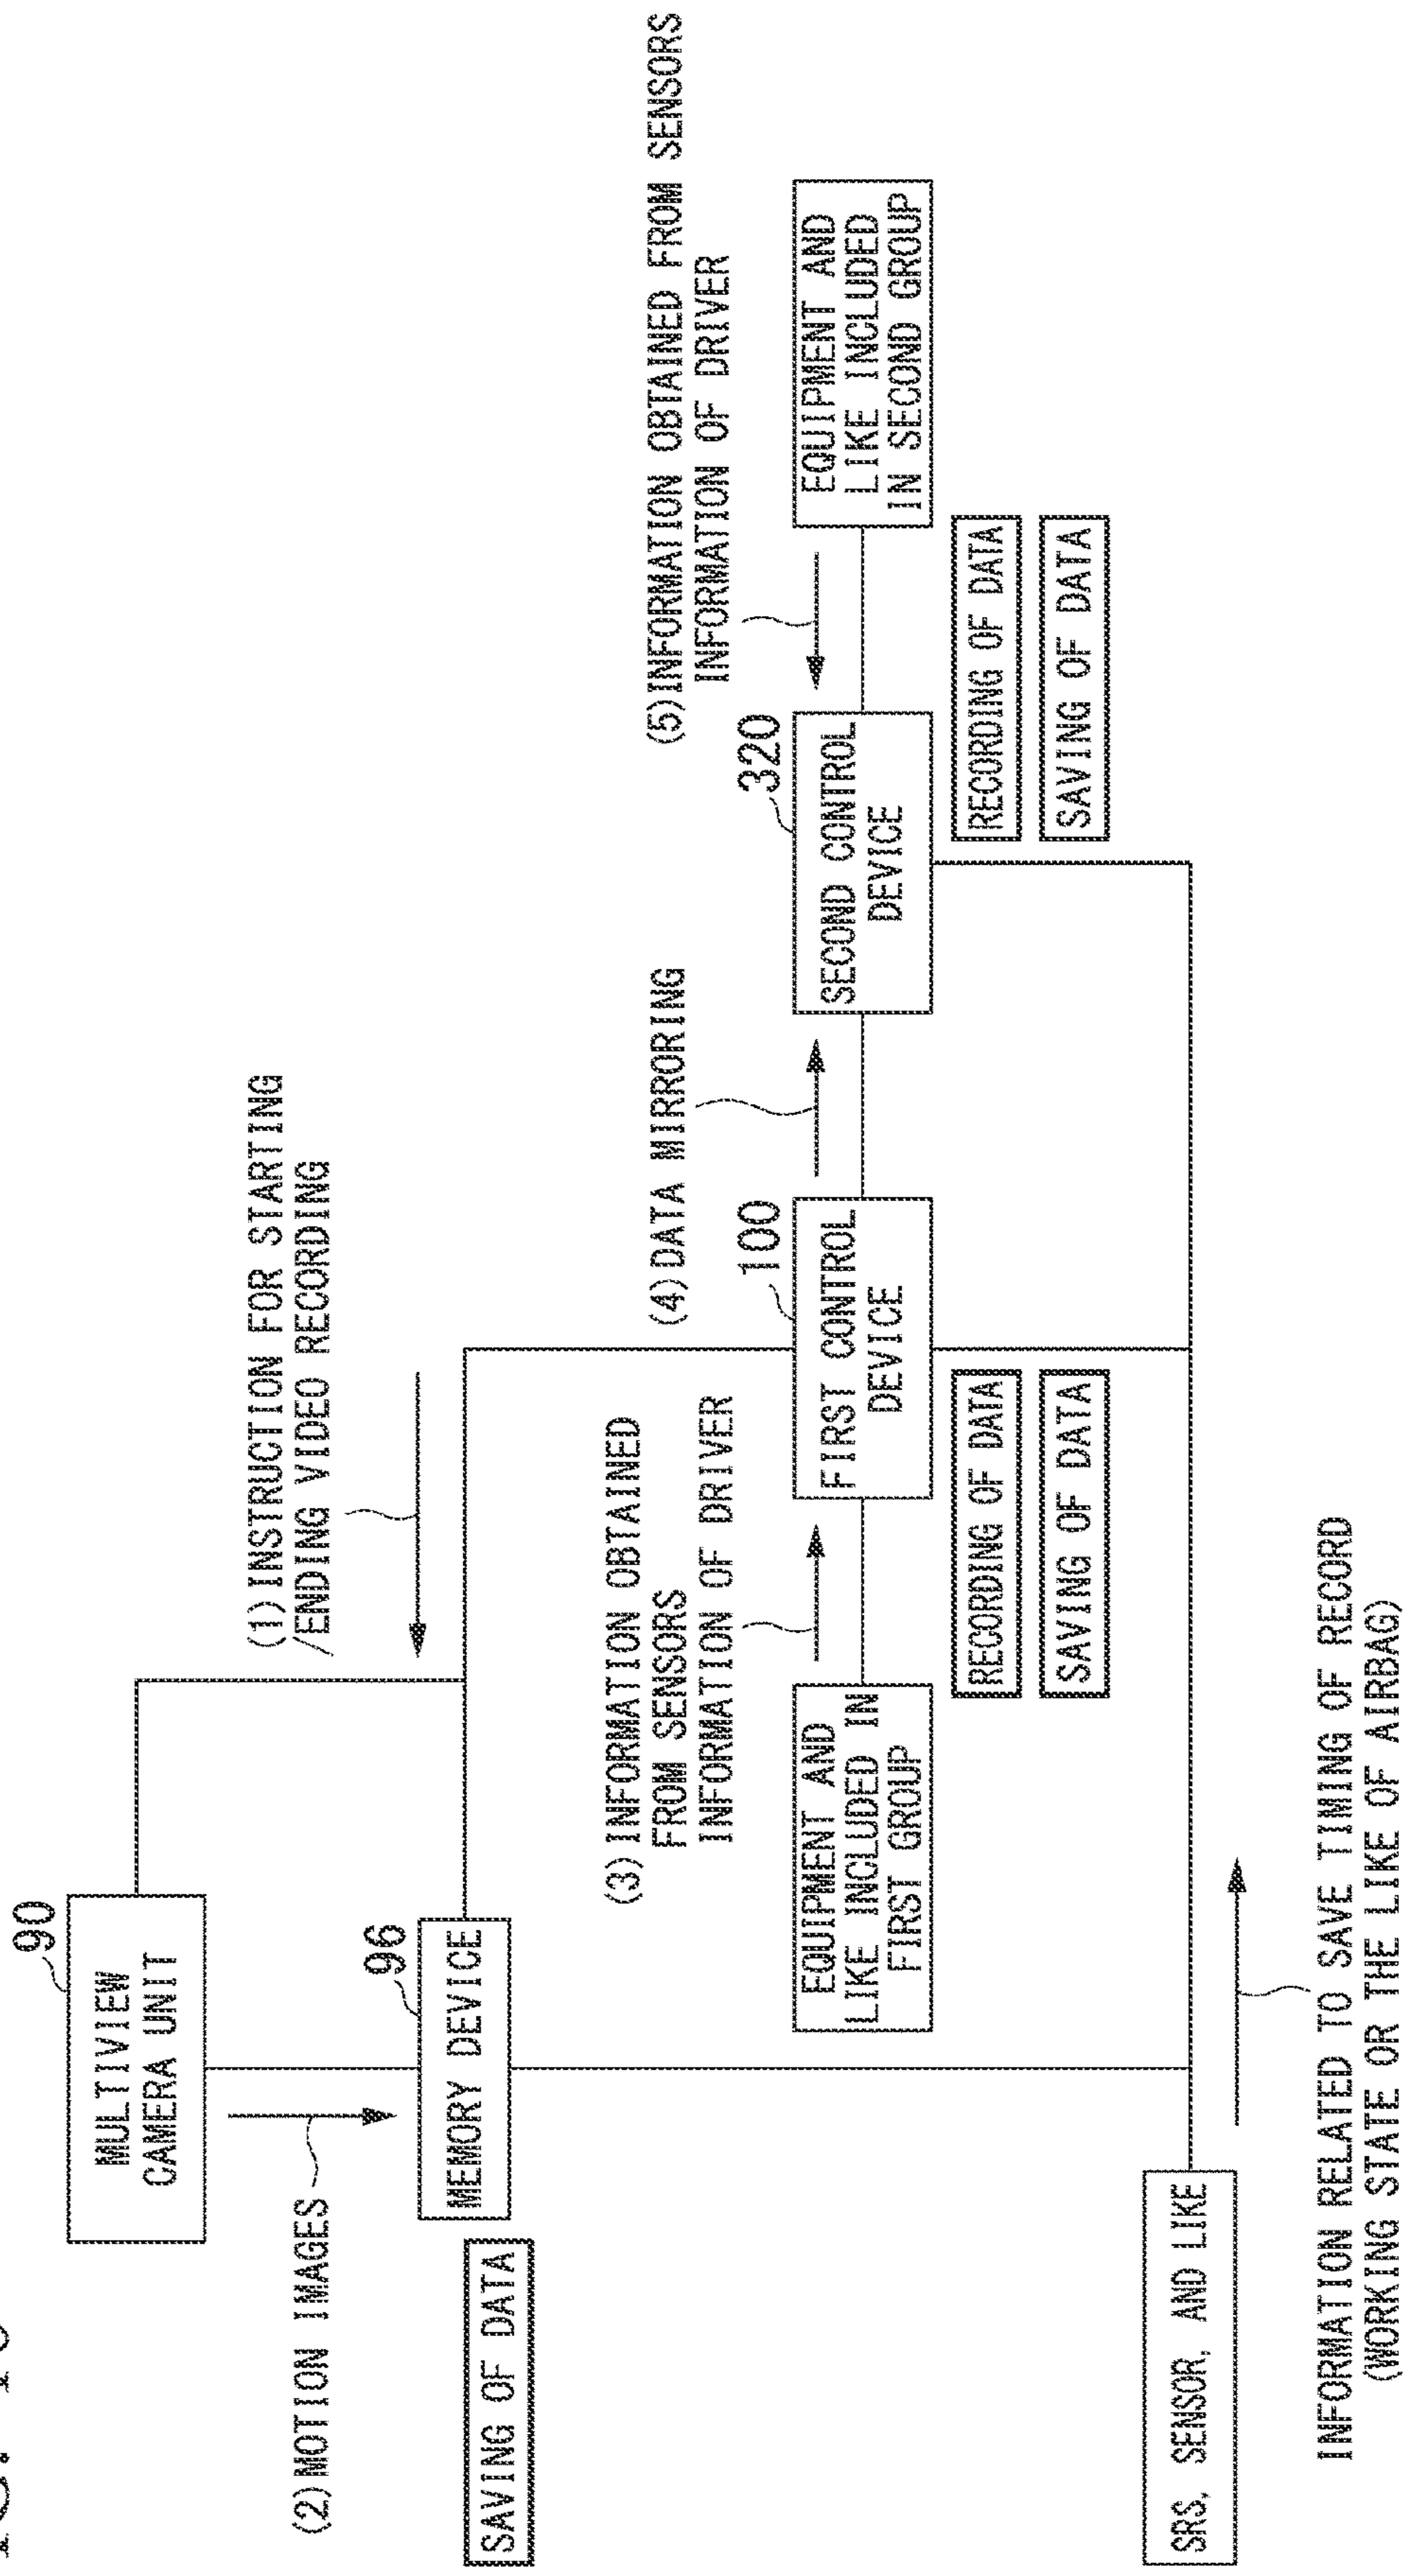 90
MULTIVIEW
CAMERA UNIT
(1) INSTRUCTION FOR STARTING
/ENDING VIDEO RECORDING
(2) MOTION IMAGES
96
MEMORY DEVICE
SAVING OF DATA
(3) INFORMATION OBTAINED
FROM SENSORS
INFORMATION OF DRIVER
(4) DATA MIRRORING
(5) INFORMATION OBTAINED FROM SENSORS
INFORMATION OF DRIVER
EQUIPMENT AND
LIKE INCLUDED IN
FIRST GROUP
100
FIRST CONTROL
DEVICE
320
SECOND CONTROL
DEVICE
EQUIPMENT AND
LIKE INCLUDED
IN SECOND GROUP
RECORDING OF DATA
SAVING OF DATA
RECORDING OF DATA
SAVING OF DATA
SRS, SENSOR, AND LIKE
INFORMATION RELATED TO SAVE TIMING OF RECORD
(WORKING STATE OR THE LIKE OF AIRBAG)